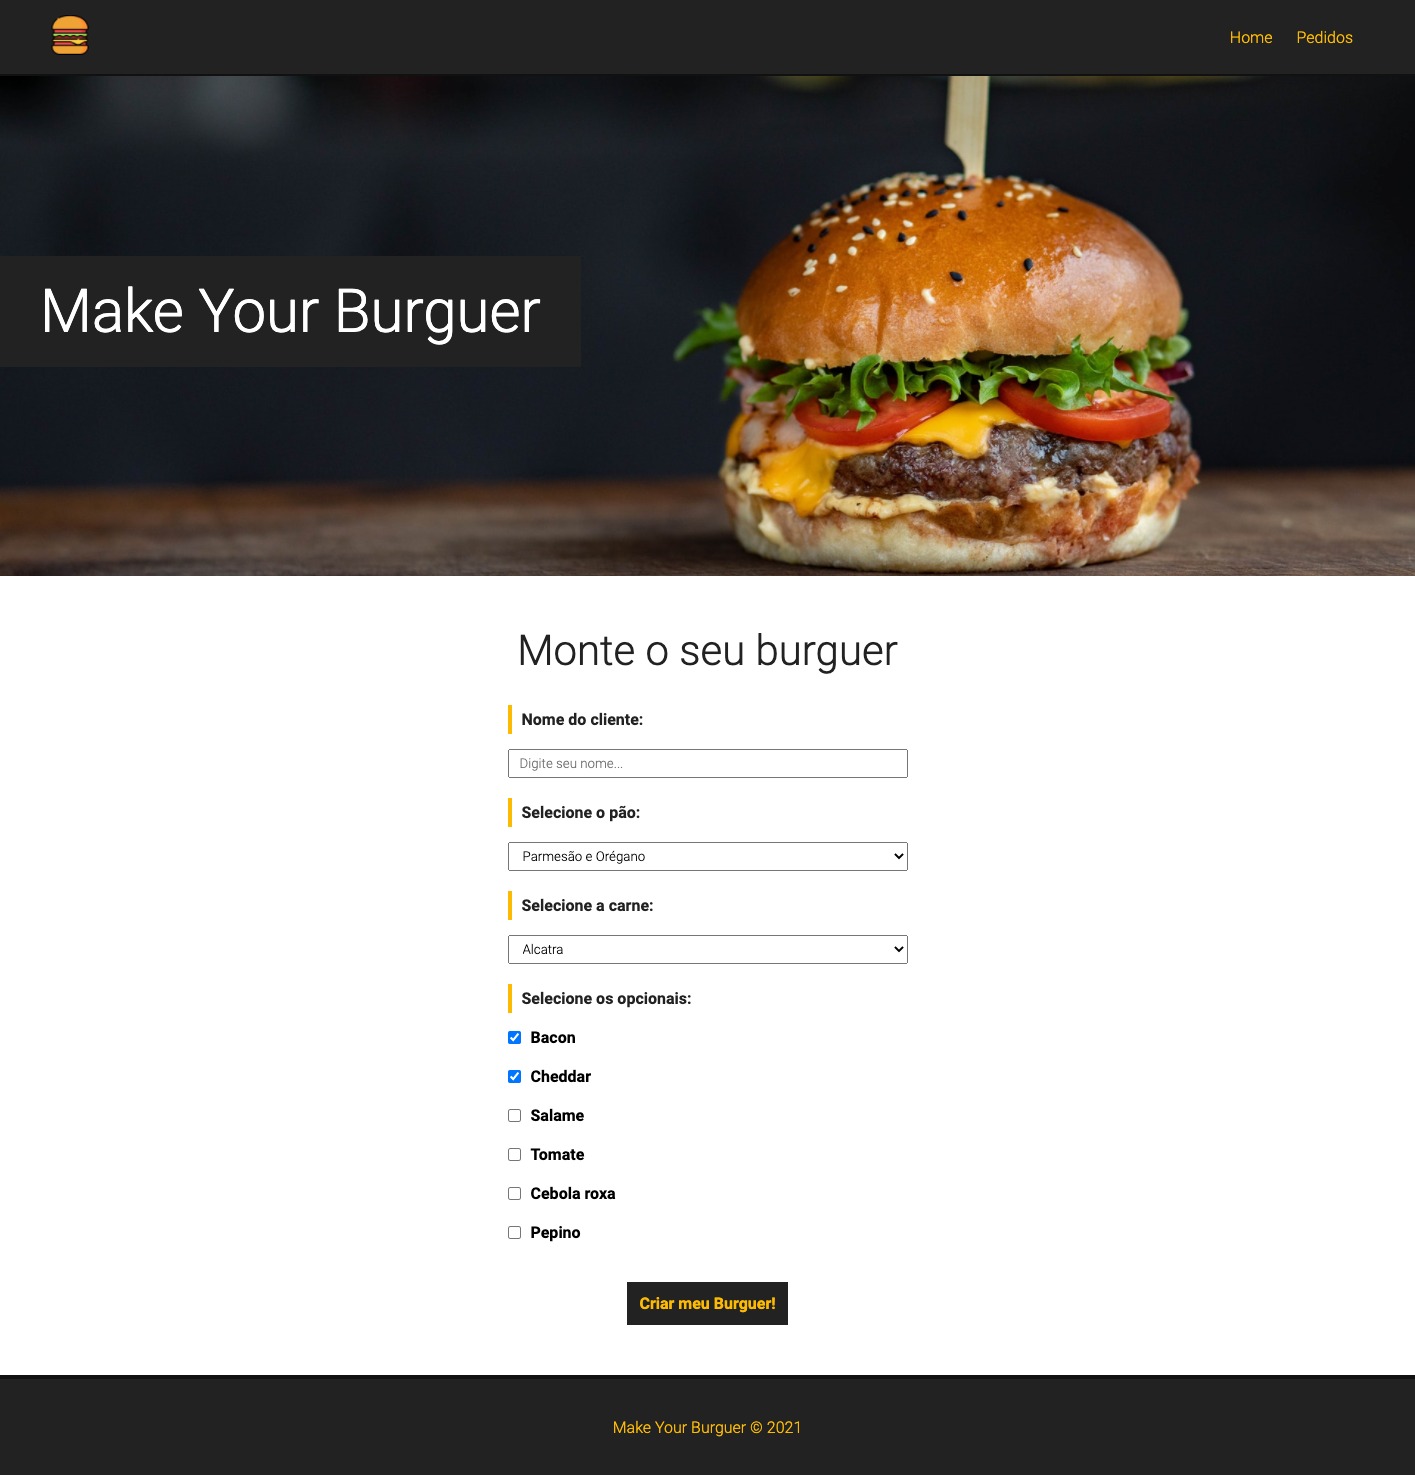 Home Pedidos
Make Your Burguer
Monte o seu burguer
Nome do cliente:
Digite seu nome...
Selecione o pão:
Parmesão e Orégano
Selecione a carne:
Alcatra
Selecione os opcionais:
Bacon
Cheddar
Salame
Tomate
Cebola roxa
Pepino
Criar meu Burguer!
Make Your Burguer © 2021